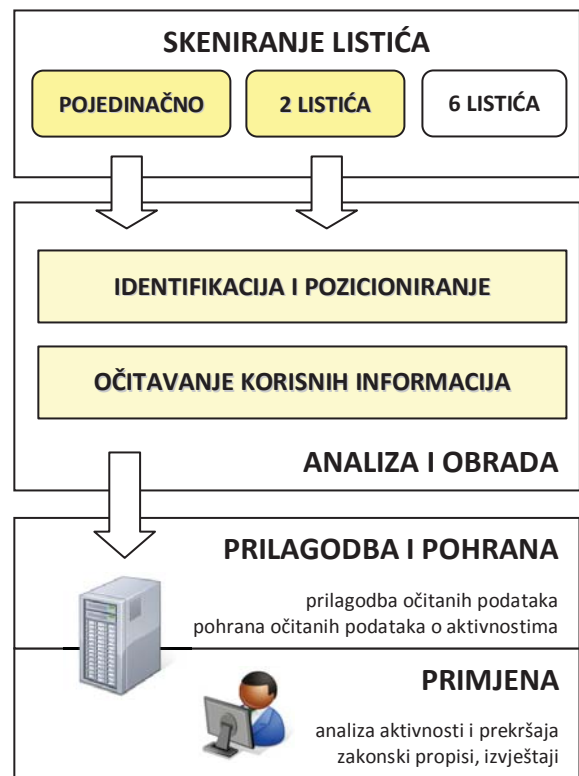 SKENIRANJE LISTIĆA
POJEDINAČNO
2 LISTIĆA
6 LISTIĆA
IDENTIFIKACIJA I POZICIONIRANJE
OČITAVANJE KORISNIH INFORMACIJA
ANALIZA I OBRADA
PRILAGODBA I POHRANA
prilagodba očitanih podataka
pohrana očitanih podataka o aktivnostima
PRIMJENA
analiza aktivnosti i prekršaja
zakonski propisi, izvještaji